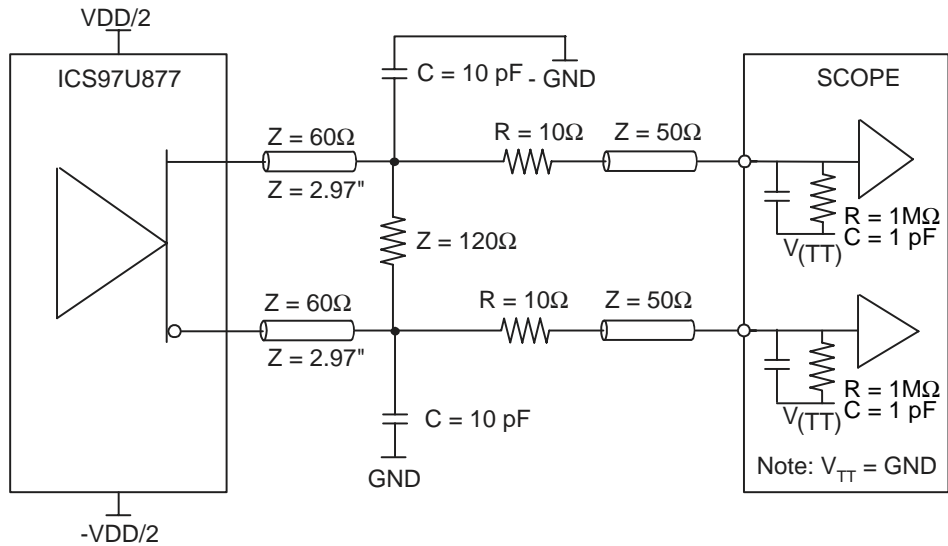 VDD/2
ICS97U877
C = 10 pF
- GND
SCOPE
Z = 60Ω
Z = 2.97"
R = 10Ω
Z = 50Ω
R = 1MΩ
C = 1 pF
V(TT)
Z = 120Ω
Z = 60Ω
Z = 2.97"
R = 10Ω
Z = 50Ω
R = 1MΩ
C = 1 pF
V(TT)
C = 10 pF
GND
Note: VTT = GND
-VDD/2